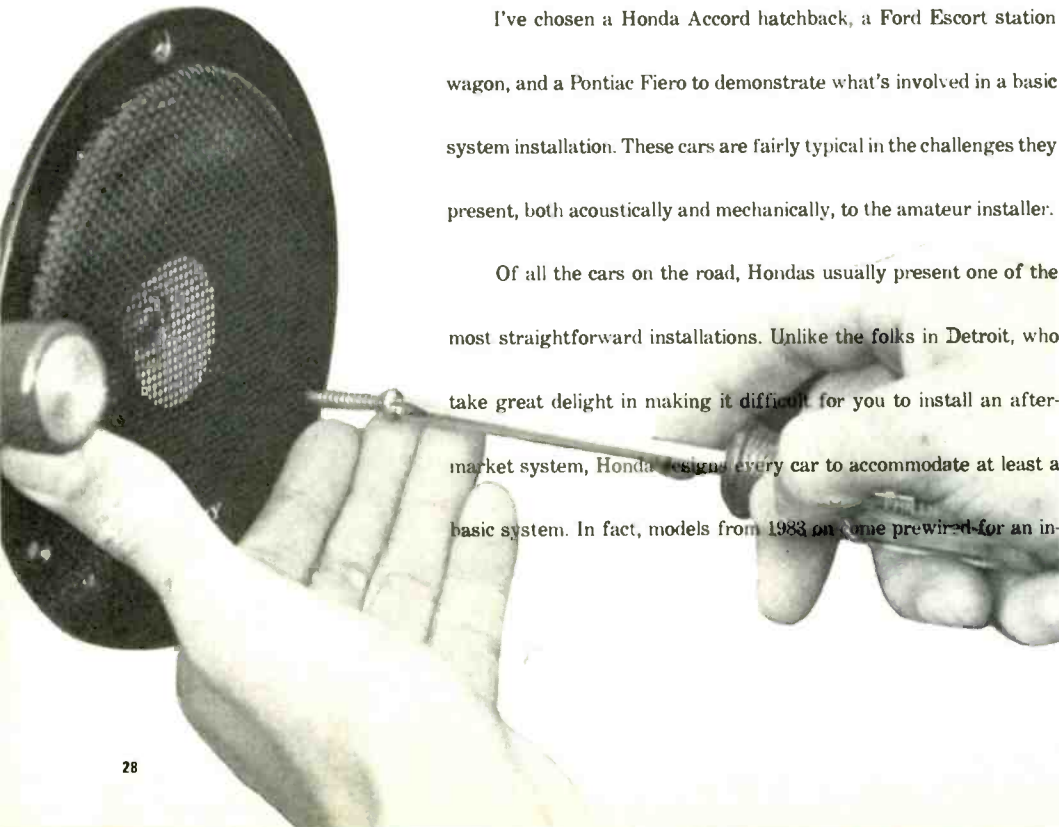 I've chosen a Honda Accord hatchback, a Ford Escort station
wagon, and a Pontiac Fiero to demonstrate what's involved in a basic
system installation. These cars are fairly typical in the challenges they
present, both acoustically and mechanically, to the amateur installer.
Of all the cars on the road, Hondas usually present one of the
most straightforward installations. Unlike the folks in Detroit, who
take great delight in making it difficult for you to install an after-
market system, Honda designs every car to accommodate at least a
basic system. In fact, models from 1983 on come prewired for an in-
28